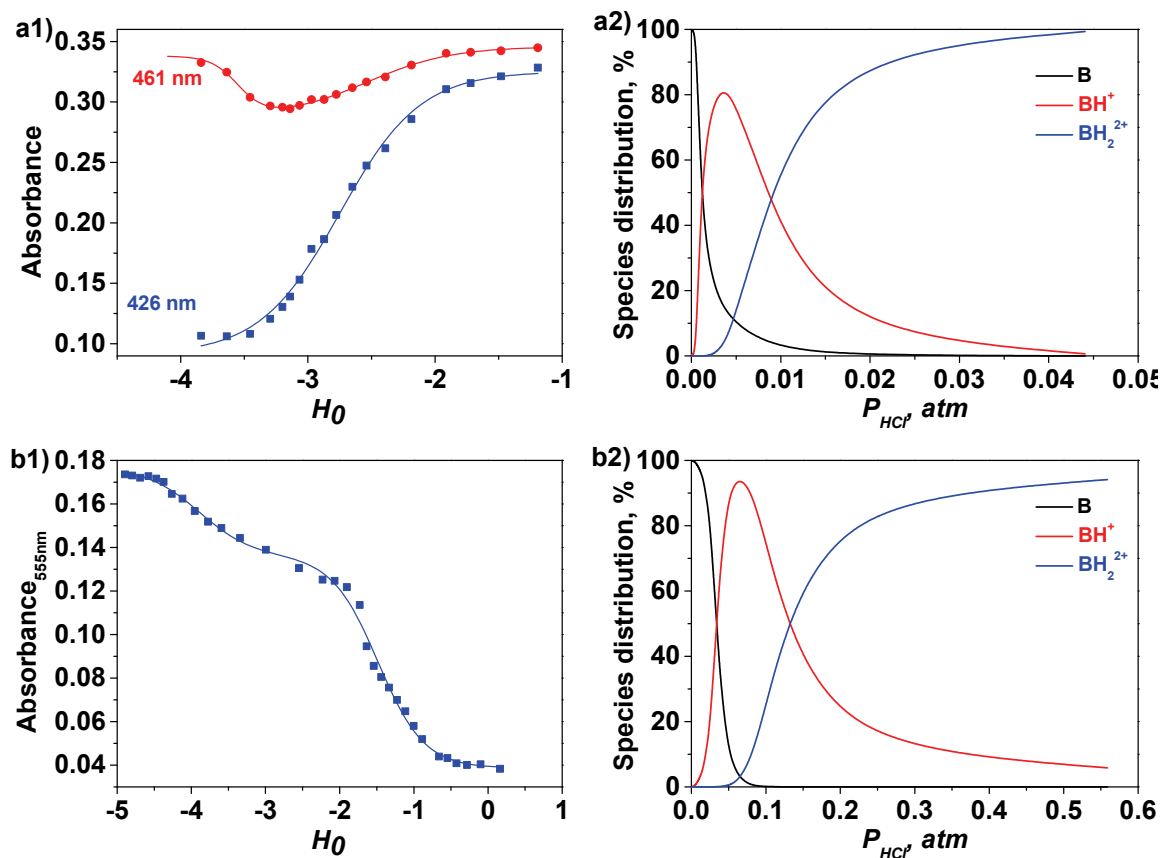 a1)
0.35
0.30
0.25
0.20
0.15
0.10
Absorbance
461 nm
426 nm
-4
-3
-2
-1
H0
a2)
100
80
60
40
20
0
Species distribution, %
B
BH+
BH22+
0.00
0.01
0.02
0.03
0.04
0.05
PHCl, atm
b1)
0.18
0.16
0.14
0.12
0.10
0.08
0.06
0.04
Absorbance555nm
-5
-4
-3
-2
-1
0
1
H0
b2)
100
80
60
40
20
0
Species distribution, %
B
BH+
BH22+
0.0
0.1
0.2
0.3
0.4
0.5
0.6
PHCl, atm